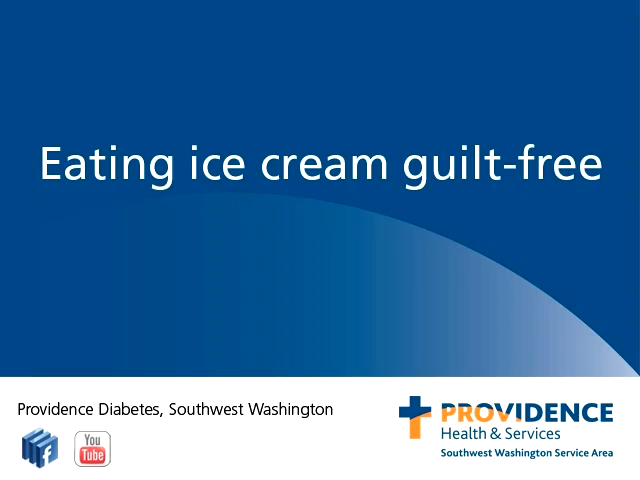 Eating ice cream guilt-free
Providence Diabetes, Southwest Washington
f
You
Tube
PROVIDENCE
Health & Services
Southwest Washington Service Area